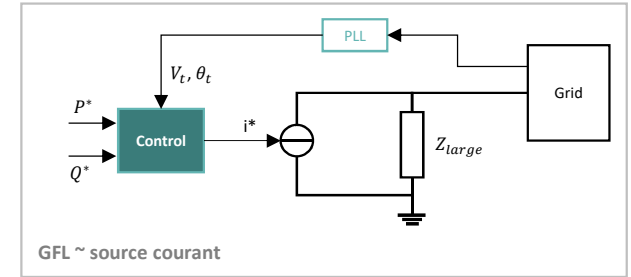 PLL
V_t, θ_t
Grid
P*
i*
Control
Z_large
Q*
GFL ~ source courant